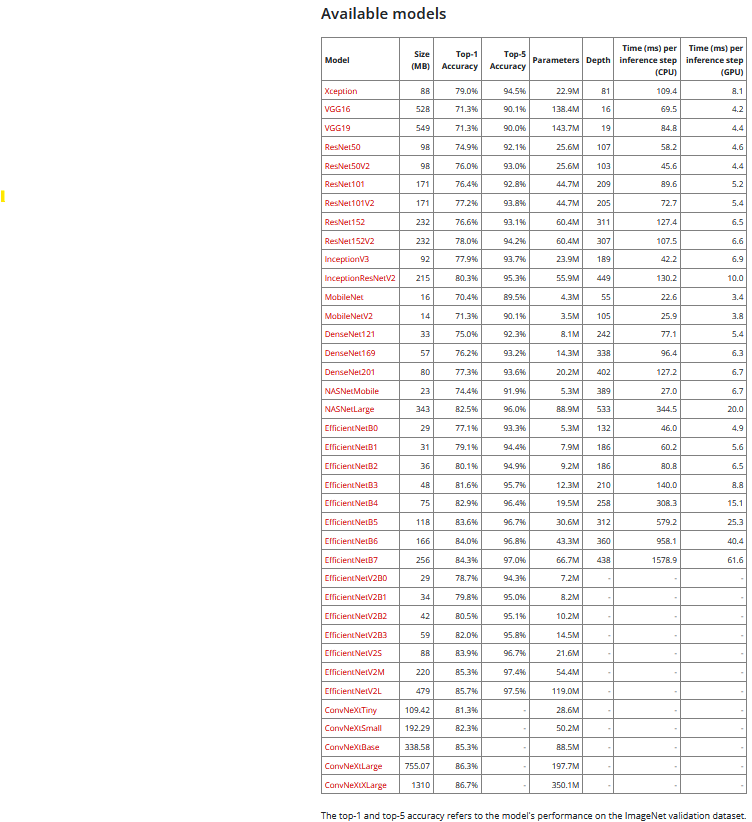 Available models
Model Size (MB) Top-1 Accuracy Top-5 Accuracy Parameters Depth Time (ms) per inference step (CPU) Time (ms) per inference step (GPU)
Xception 88 79.0% 94.5% 22.9M 81 109.4 8.1
VGG16 528 71.3% 90.1% 138.4M 16 69.5 4.2
VGG19 549 71.3% 90.0% 143.7M 19 84.8 4.4
ResNet50 98 74.9% 92.1% 25.6M 107 58.2 4.6
ResNet50V2 98 76.0% 93.0% 25.6M 103 45.6 4.4
ResNet101 171 76.4% 92.8% 44.7M 209 89.6 5.2
ResNet101V2 171 77.2% 93.8% 44.7M 205 72.7 5.4
ResNet152 232 76.6% 93.1% 60.4M 311 127.4 6.5
ResNet152V2 232 78.0% 94.2% 60.4M 307 107.5 6.6
InceptionV3 92 77.9% 93.7% 23.9M 189 42.2 6.9
InceptionResNetV2 215 80.3% 95.3% 55.9M 449 130.2 10.0
MobileNet 16 70.4% 89.5% 4.3M 55 22.6 3.4
MobileNetV2 14 71.3% 90.1% 3.5M 105 25.9 3.8
DenseNet121 33 75.0% 92.3% 8.1M 242 77.1 5.4
DenseNet169 57 76.2% 93.2% 14.3M 338 96.4 6.3
DenseNet201 80 77.3% 93.6% 20.2M 402 127.2 6.7
NASNetMobile 23 74.4% 91.9% 5.3M 389 27.0 6.7
NASNetLarge 343 82.5% 96.0% 88.9M 533 344.5 20.0
EfficientNetB0 29 77.1% 93.3% 5.3M 132 46.0 4.9
EfficientNetB1 31 79.1% 94.4% 7.9M 186 60.2 5.6
EfficientNetB2 36 80.1% 94.9% 9.2M 186 80.8 6.5
EfficientNetB3 48 81.6% 95.7% 12.3M 210 140.0 8.8
EfficientNetB4 75 82.9% 96.4% 19.5M 258 308.3 15.1
EfficientNetB5 118 83.6% 96.7% 30.6M 312 579.2 25.3
EfficientNetB6 166 84.0% 96.8% 43.3M 360 958.1 40.4
EfficientNetB7 256 84.3% 97.0% 66.7M 438 1578.9 61.6
EfficientNetV2B0 29 78.7% 94.3% 7.2M - - -
EfficientNetV2B1 34 79.8% 95.0% 8.2M - - -
EfficientNetV2B2 42 80.5% 95.1% 10.2M - - -
EfficientNetV2B3 59 82.0% 95.8% 14.5M - - -
EfficientNetV2S 88 83.9% 96.7% 21.6M - - -
EfficientNetV2M 220 85.3% 97.4% 54.4M - - -
EfficientNetV2L 479 85.7% 97.5% 119.0M - - -
ConvNeXtTiny 109.42 81.3% - 28.6M - - -
ConvNeXtSmall 192.29 82.3% - 50.2M - - -
ConvNeXtBase 338.58 85.3% - 88.5M - - -
ConvNeXtLarge 755.07 86.3% - 197.7M - - -
ConvNeXtXLarge 1310 86.7% - 350.1M - - -
The top-1 and top-5 accuracy refers to the model's performance on the ImageNet validation dataset.